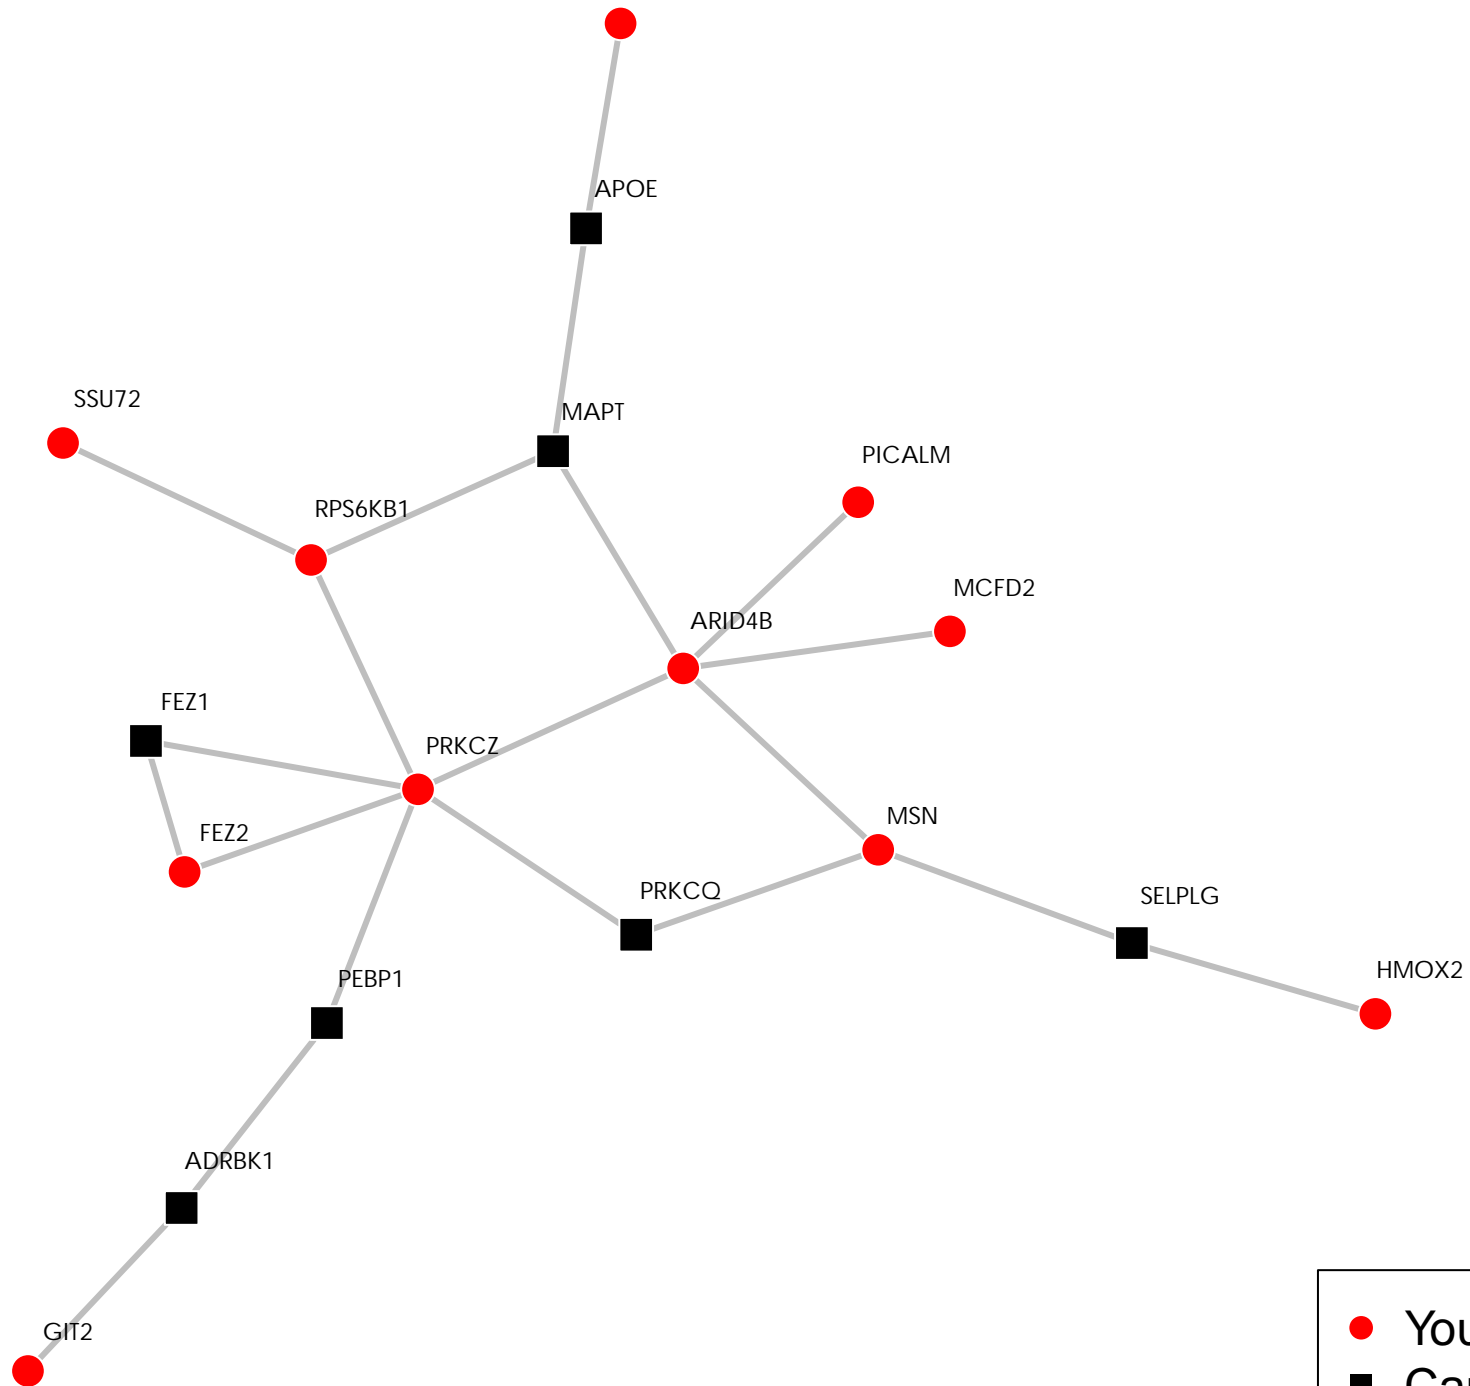 APOE
SSU72
MAPT
PICALM
RPS6KB1
MCFD2
ARID4B
FEZ1
PRKCZ
MSN
FEZ2
PRKCQ
SELPLG
HMOX2
PEBP1
ADRBK1
GIT2